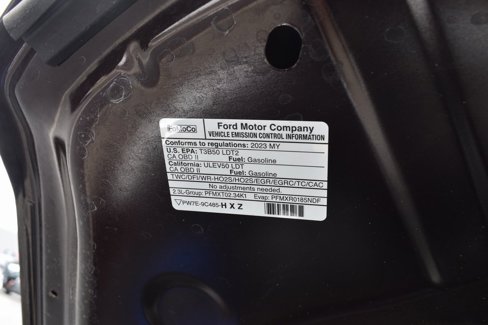 FoMoCo
Ford Motor Company
VEHICLE EMISSION CONTROL INFORMATION
Conforms to regulations: 2023 MY
U.S. EPA: T3B50 LDT2
CA OBD II Fuel: Gasoline
California: ULEV50 LDT
CA OBD II Fuel: Gasoline
TWC/DFI/WR-HO2S/HO2S/EGR/EGRC/TC/CAC
No adjustments needed.
2.3L-Group: PFMXT02.34K1 Evap: PFMXR0185NDF
PW7E-9C485-HXZ